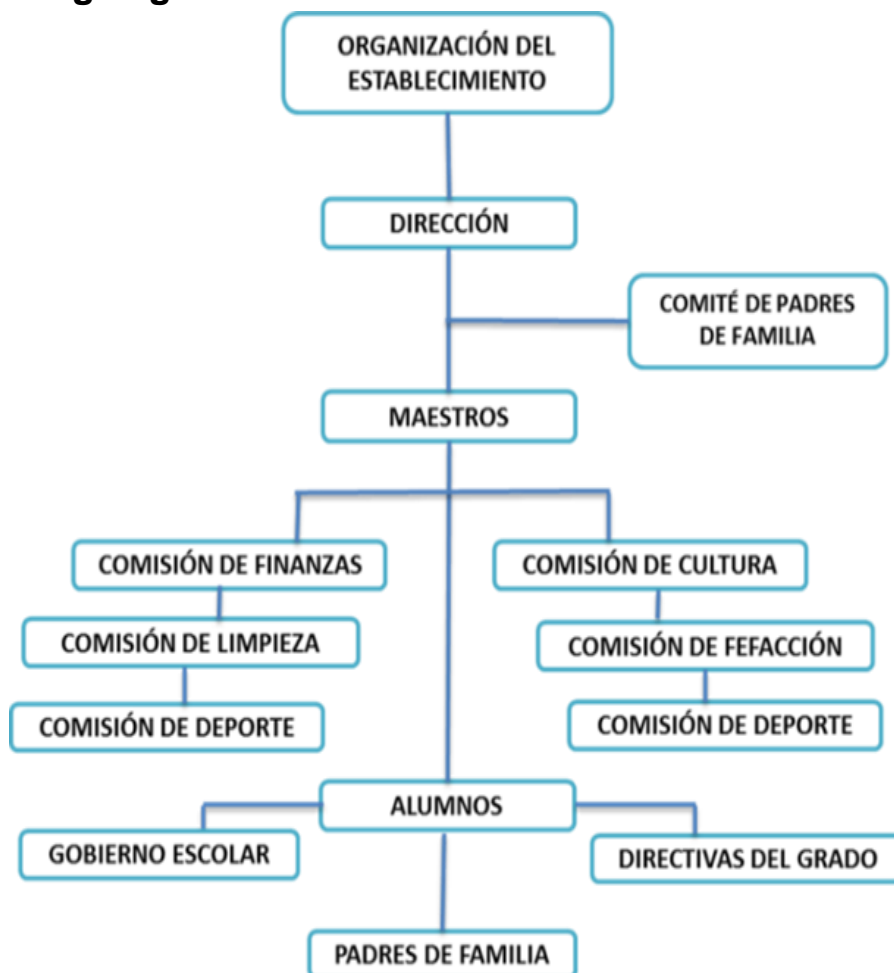 ORGANIZACIÓN DEL
ESTABLECIMIENTO
DIRECCIÓN
COMITÉ DE PADRES
DE FAMILIA
MAESTROS
COMISIÓN DE FINANZAS
COMISIÓN DE CULTURA
COMISIÓN DE LIMPIEZA
COMISIÓN DE FEFACCIÓN
COMISIÓN DE DEPORTE
COMISIÓN DE DEPORTE
ALUMNOS
GOBIERNO ESCOLAR
DIRECTIVAS DEL GRADO
PADRES DE FAMILIA